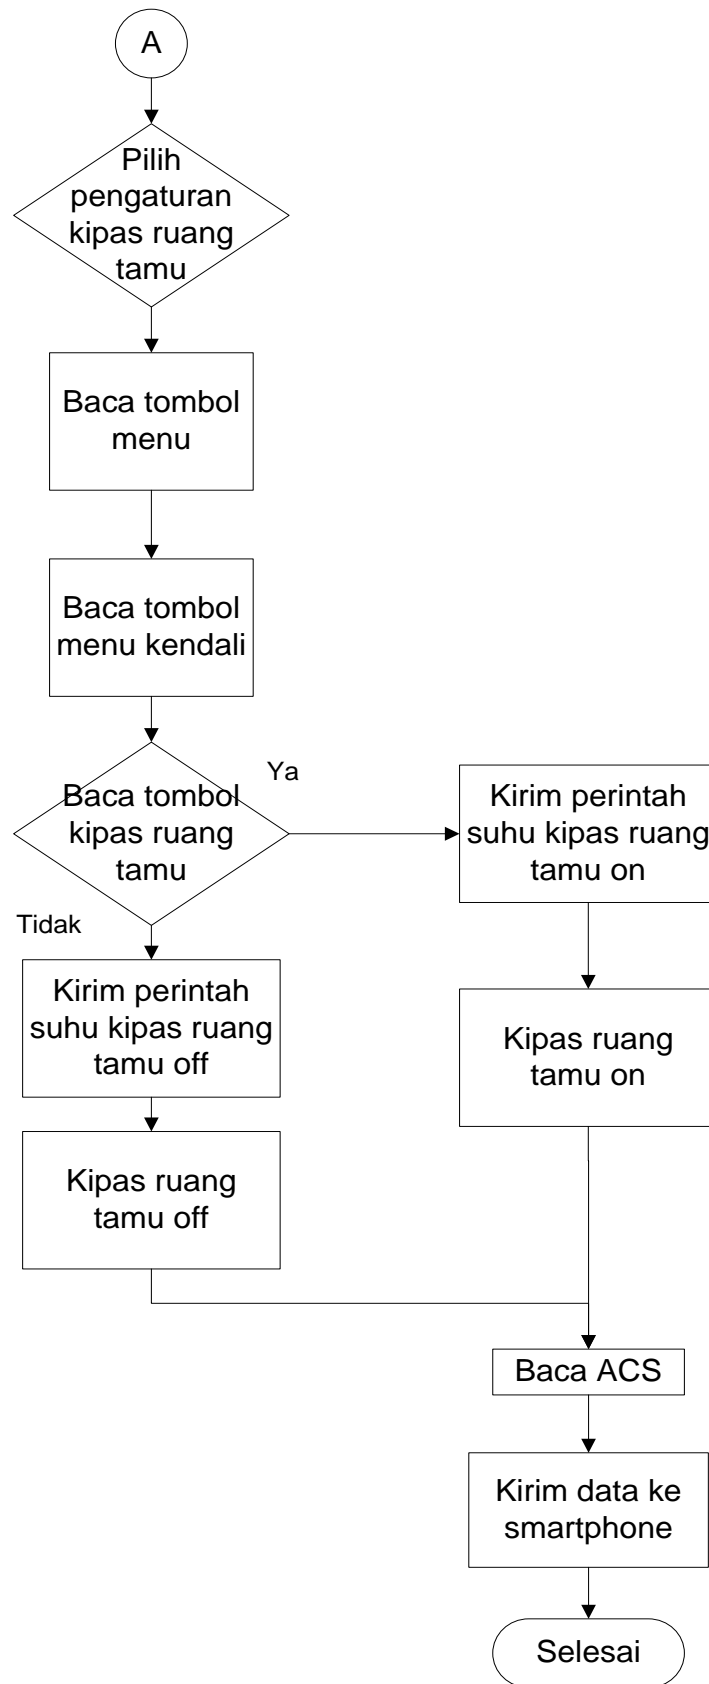 A
Pilih
pengaturan
kipas ruang
tamu
Baca tombol
menu
Baca tombol
menu kendali
Baca tombol
kipas ruang
tamu
Ya
Kirim perintah
suhu kipas ruang
tamu on
Tidak
Kirim perintah
suhu kipas ruang
tamu off
Kipas ruang
tamu on
Kipas ruang
tamu off
Baca ACS
Kirim data ke
smartphone
Selesai